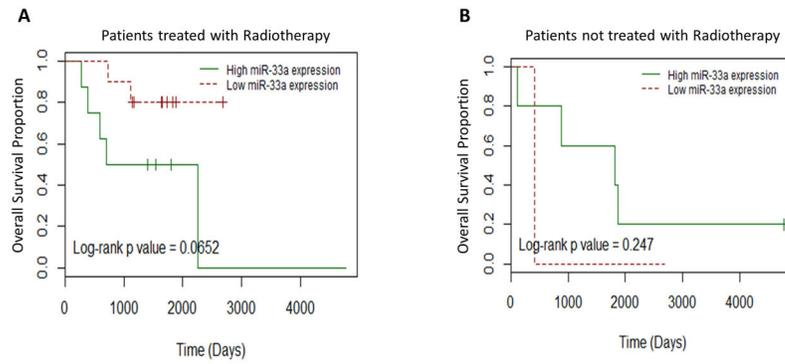 A
Patients treated with Radiotherapy
High miR-33a expression
Low miR-33a expression
Overall Survival Proportion
1.0
0.8
0.6
0.4
0.2
0.0
Log-rank p value = 0.0652
0 1000 2000 3000 4000
Time (Days)
B
Patients not treated with Radiotherapy
High miR-33a expression
Low miR-33a expression
Overall Survival Proportion
1.0
0.8
0.6
0.4
0.2
0.0
Log-rank p value = 0.247
0 1000 2000 3000 4000
Time (Days)